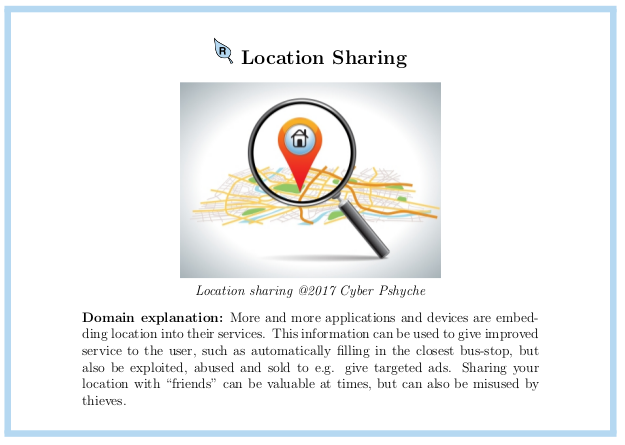 R
Location Sharing
Location sharing @2017 Cyber Pshyche
Domain explanation: More and more applications and devices are embed-
ding location into their services. This information can be used to give improved
service to the user, such as automatically filling in the closest bus-stop, but
also be exploited, abused and sold to e.g. give targeted ads. Sharing your
location with “friends” can be valuable at times, but can also be misused by
thieves.